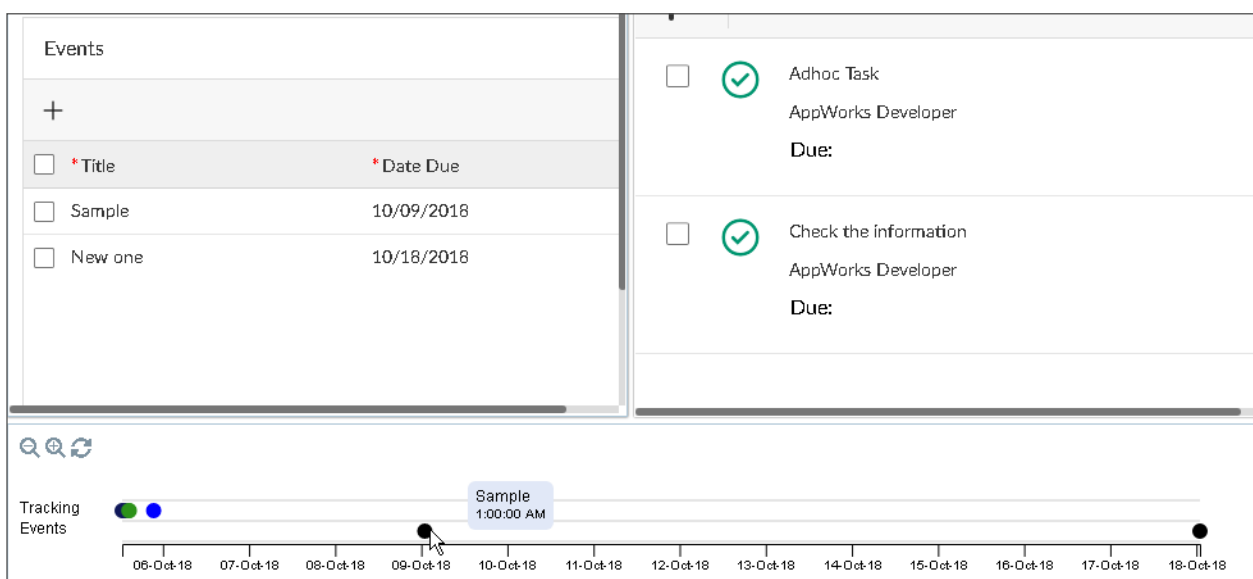 Events
+
*Title *Date Due
Sample 10/09/2018
New one 10/18/2018
Adhoc Task
AppWorks Developer
Due:
Check the information
AppWorks Developer
Due:
Sample
1:00:00 AM
Tracking
Events
06-Oct-18 07-Oct-18 08-Oct-18 09-Oct-18 10-Oct-18 11-Oct-18 12-Oct-18 13-Oct-18 14-Oct-18 15-Oct-18 16-Oct-18 17-Oct-18 18-Oct-18